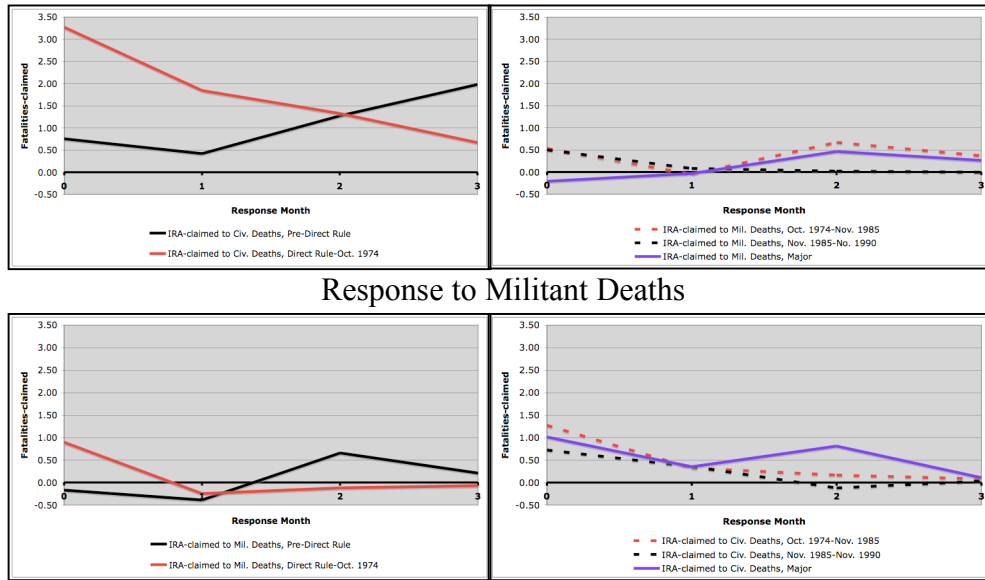 3.50
3.00
2.50
2.00
1.50
1.00
0.50
0.00
-0.50
Fatalities-claimed
0 1 2 3
Response Month
IRA-claimed to Civ. Deaths, Pre-Direct Rule
IRA-claimed to Civ. Deaths, Direct Rule-Oct. 1974
3.50
3.00
2.50
2.00
1.50
1.00
0.50
0.00
-0.50
Fatalities-claimed
0 1 2 3
Response Month
IRA-claimed to Mil. Deaths, Oct. 1974-Nov. 1985
IRA-claimed to Mil. Deaths, Nov. 1985-No. 1990
IRA-claimed to Mil. Deaths, Major
Response to Militant Deaths
3.50
3.00
2.50
2.00
1.50
1.00
0.50
0.00
-0.50
Fatalities-claimed
0 1 2 3
Response Month
IRA-claimed to Mil. Deaths, Pre-Direct Rule
IRA-claimed to Mil. Deaths, Direct Rule-Oct. 1974
3.50
3.00
2.50
2.00
1.50
1.00
0.50
0.00
-0.50
Fatalities-claimed
0 1 2 3
Response Month
IRA-claimed to Civ. Deaths, Oct. 1974-Nov. 1985
IRA-claimed to Civ. Deaths, Nov. 1985-Nov. 1990
IRA-claimed to Civ. Deaths, Major